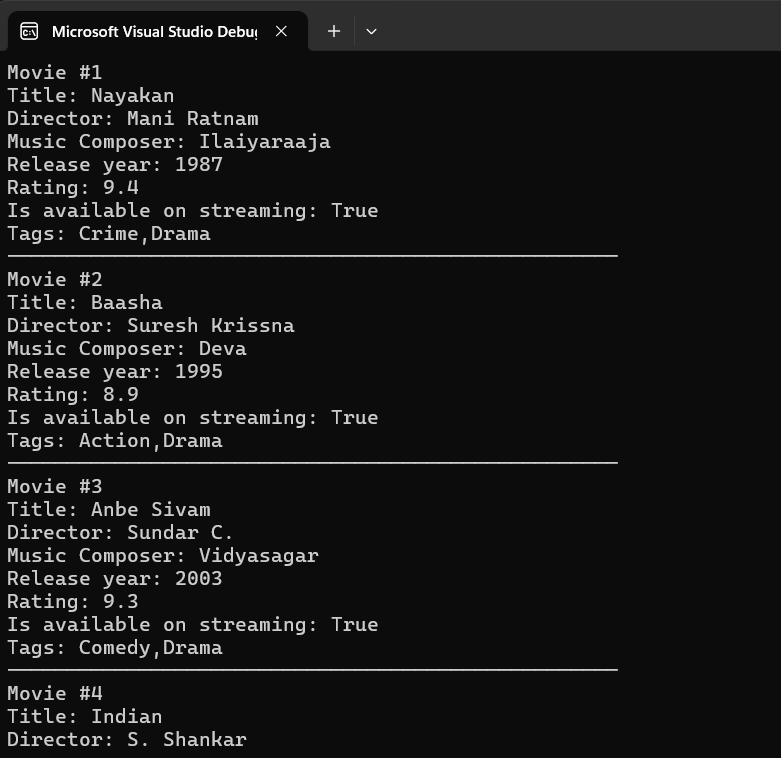 Microsoft Visual Studio Debu
Movie #1
Title: Nayakan
Director: Mani Ratnam
Music Composer: Ilaiyaraaja
Release year: 1987
Rating: 9.4
Is available on streaming: True
Tags: Crime,Drama
Movie #2
Title: Baasha
Director: Suresh Krissna
Music Composer: Deva
Release year: 1995
Rating: 8.9
Is available on streaming: True
Tags: Action,Drama
Movie #3
Title: Anbe Sivam
Director: Sundar C.
Music Composer: Vidyasagar
Release year: 2003
Rating: 9.3
Is available on streaming: True
Tags: Comedy,Drama
Movie #4
Title: Indian
Director: S. Shankar